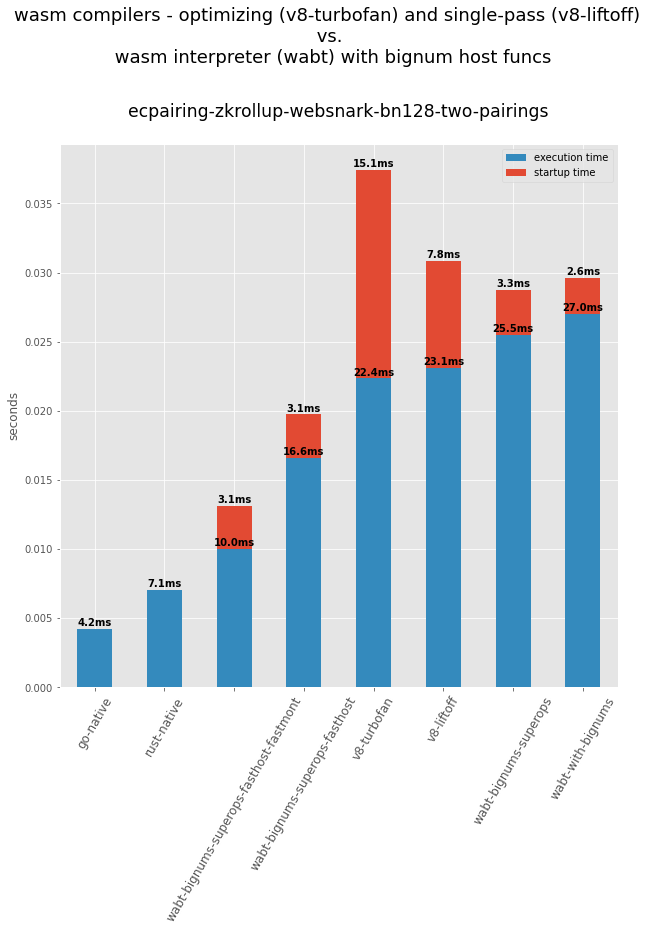 wasm compilers - optimizing (v8-turbofan) and single-pass (v8-liftoff)
vs.
wasm interpreter (wabt) with bignum host funcs
ecpairing-zkrollup-websnark-bn128-two-pairings
execution time
startup time
seconds
0.035
0.030
0.025
0.020
0.015
0.010
0.005
0.000
4.2ms
7.1ms
3.1ms
10.0ms
3.1ms
16.6ms
15.1ms
22.4ms
7.8ms
23.1ms
3.3ms
25.5ms
2.6ms
27.0ms
go-native
rust-native
wabt-bignums-superops-fasthost-fastmont
wabt-bignums-superops-fasthost
v8-turbofan
v8-liftoff
wabt-bignums-superops
wabt-with-bignums